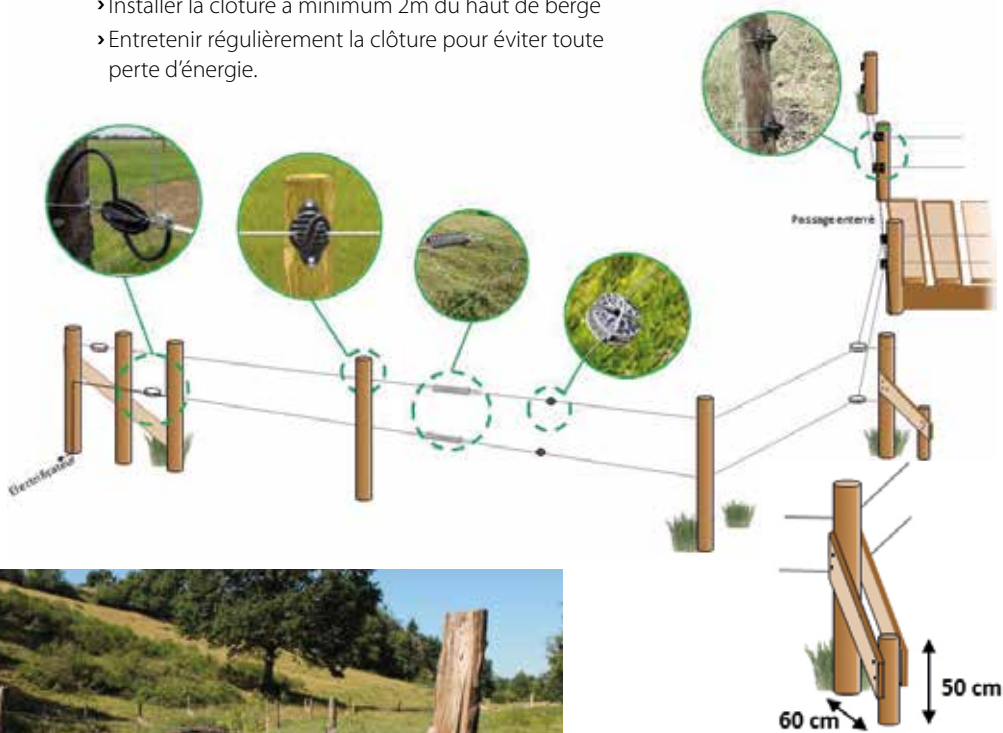 › Installer la clôture à minimum 2m du haut de berge
› Entretenir régulièrement la clôture pour éviter toute
perte d’énergie.
Passage enterré
Electrificateur
50 cm
60 cm